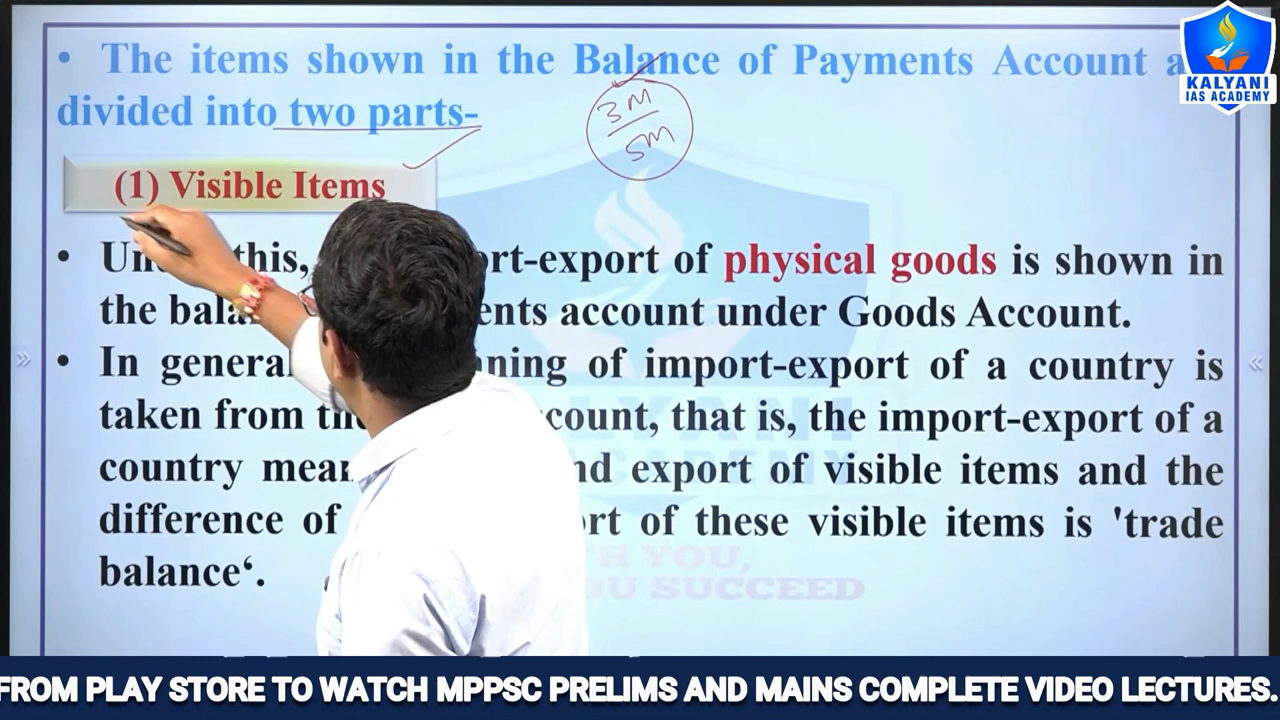 • The items shown in the Balance of Payments Account
divided into two parts-
3M
5M
(1) Visible Items
• this, rt-export of physical goods is shown in
the ents account under Goods Account.
• In general ning of import-export of a country is
taken from count, that is, the import-export of a
country nd export of visible items and the
difference of rt of these visible items is 'trade
balance‘.
KALYANI
IAS ACADEMY
KALYANI
TH YOU,
OU SUCCEED
FROM PLAY STORE TO WATCH MPPSC PRELIMS AND MAINS COMPLETE VIDEO LECTURES.